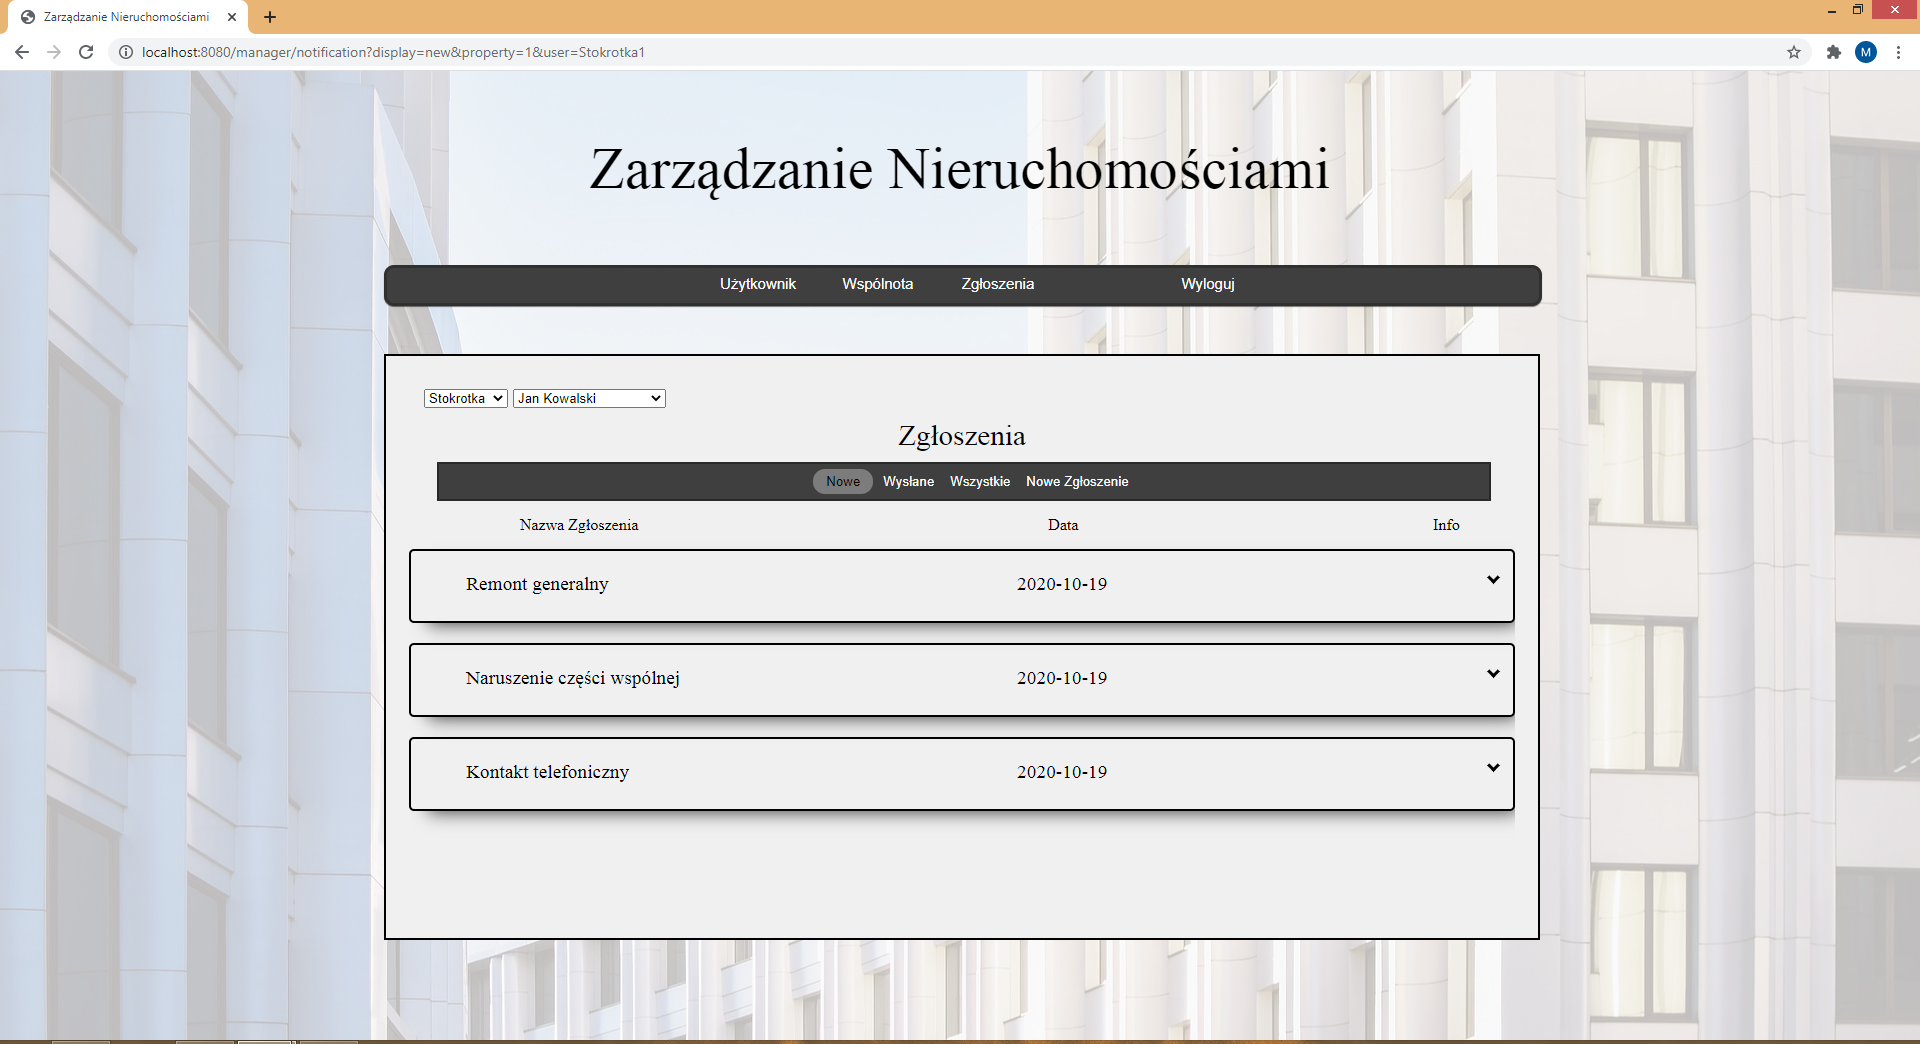 Zarządzanie Nieruchomościami
localhost:8080/manager/notification?display=new&property=1&user=Stokrotka1
M
Zarządzanie Nieruchomościami
Użytkownik Wspólnota Zgłoszenia Wyloguj
Stokrotka Jan Kowalski
Zgłoszenia
Nowe Wysłane Wszystkie Nowe Zgłoszenie
Nazwa Zgłoszenia Data Info
Remont generalny 2020-10-19
Naruszenie części wspólnej 2020-10-19
Kontakt telefoniczny 2020-10-19